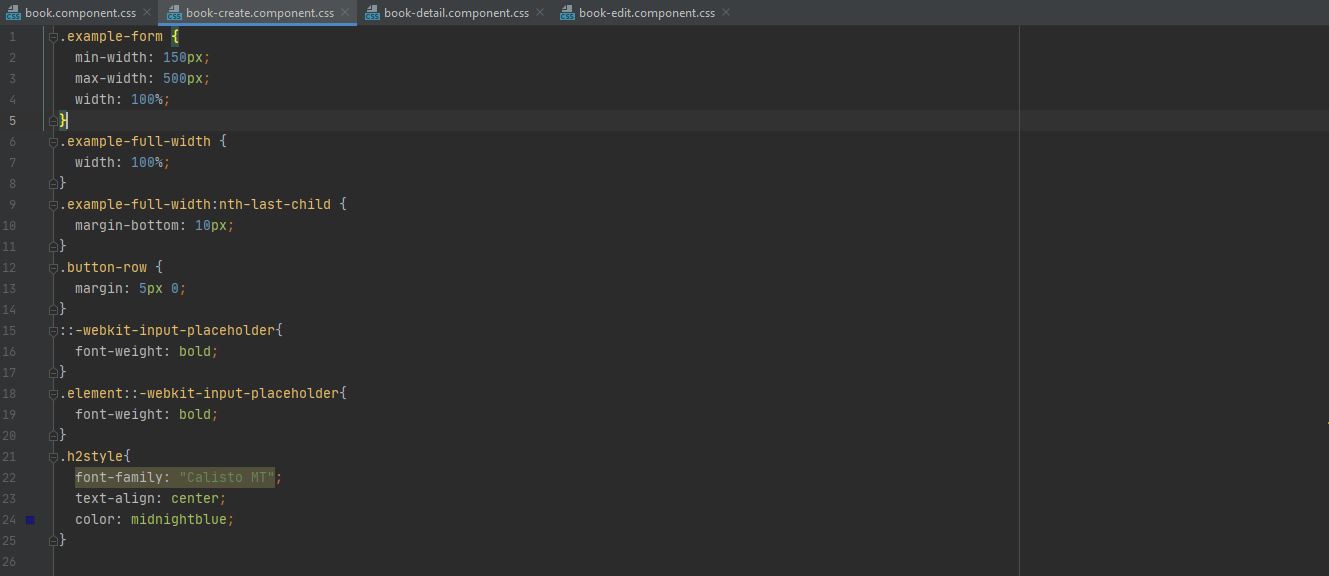 book.component.css book-create.component.css book-detail.component.css book-edit.component.css
1 .example-form {
2 min-width: 150px;
3 max-width: 500px;
4 width: 100%;
5 }
6 .example-full-width {
7 width: 100%;
8 }
9 .example-full-width:nth-last-child {
10 margin-bottom: 10px;
11 }
12 .button-row {
13 margin: 5px 0;
14 }
15 ::-webkit-input-placeholder{
16 font-weight: bold;
17 }
18 .element::-webkit-input-placeholder{
19 font-weight: bold;
20 }
21 .h2style{
22 font-family: "Calisto MT";
23 text-align: center;
24 color: midnightblue;
25 }
26